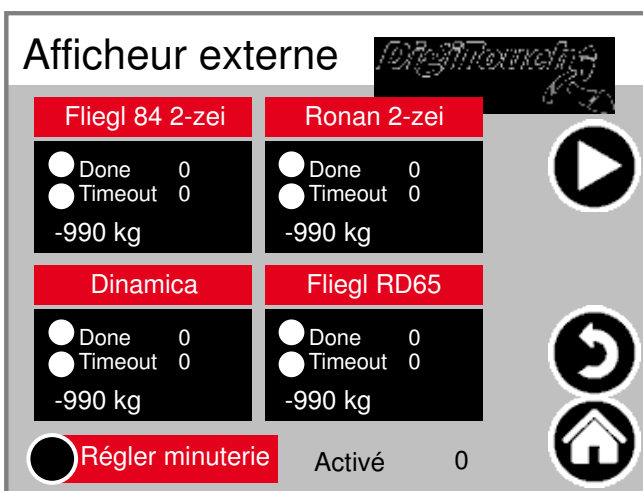 Afficheur externe
DigiTouch
Fliegl 84 2-zei
Ronan 2-zei
Done 0
Timeout 0
-990 kg
Done 0
Timeout 0
-990 kg
Dinamica
Fliegl RD65
Done 0
Timeout 0
-990 kg
Done 0
Timeout 0
-990 kg
Régler minuterie
Activé 0